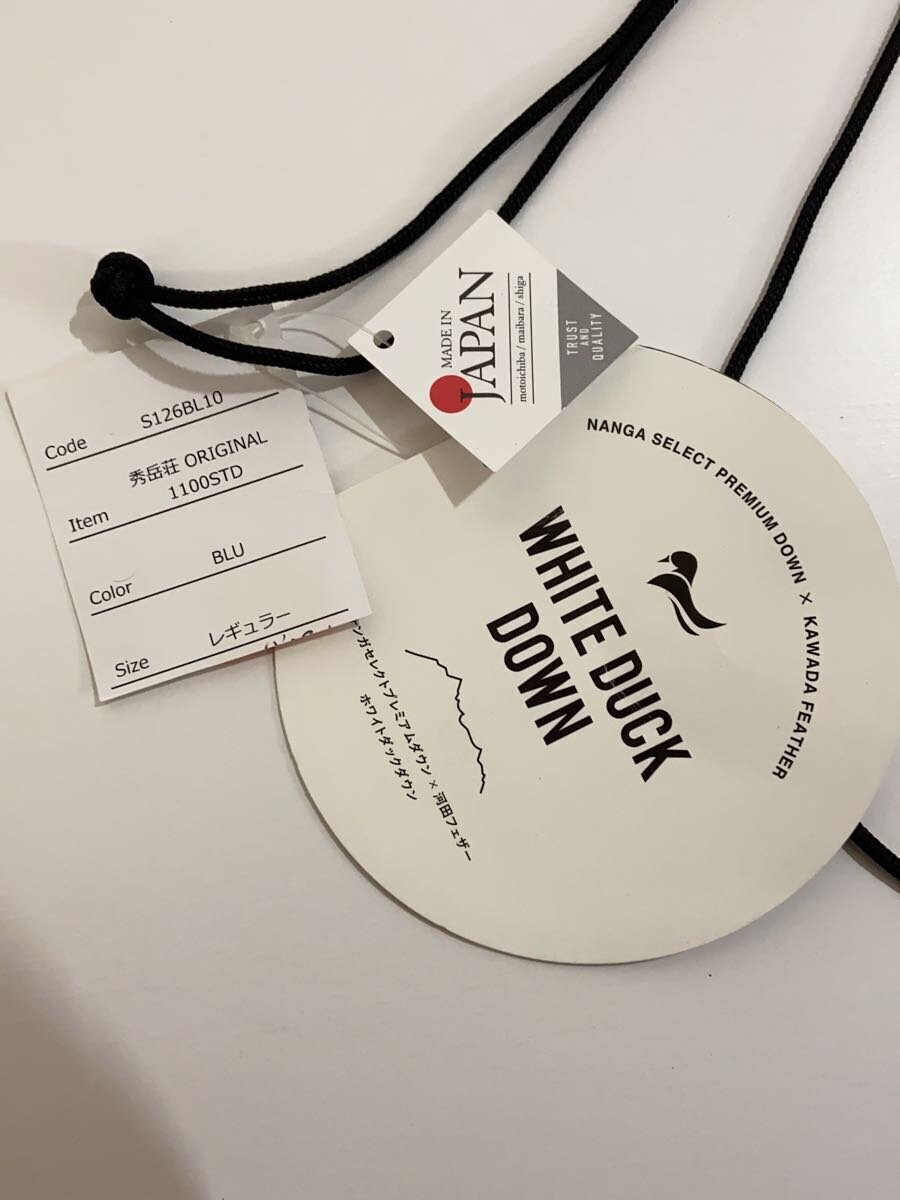 Code S126BL10
Item 秀岳荘 ORIGINAL
1100STD
Color BLU
Size レギュラー
MADE IN
JAPAN
motoichiba / maibara / shiga
TRUST
AND
QUALITY
NANGA SELECT PREMIUM DOWN × KAWADA FEATHER
WHITE DUCK
DOWN
ンガセレクトプレミアムダウン × 河田フェザー
ホワイトダックダウン